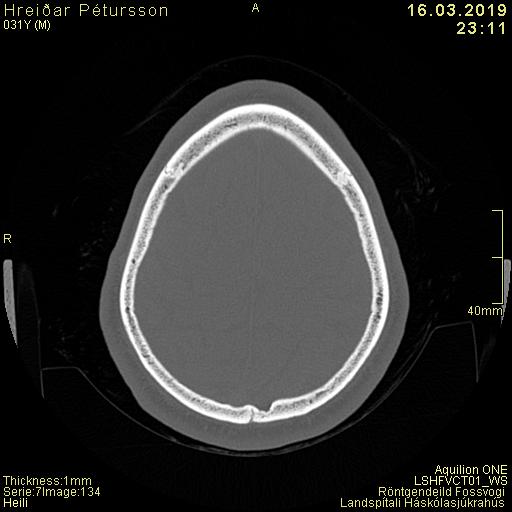 Hreiðar Pétursson
031Y (M)
A
16.03.2019
23:11
R
40mm
Thickness:1mm
Serie:7Image:134
Heili
Aquilion ONE
LSHFVCT01_WS
Röntgendeild Fossvogi
Landspítali Háskólasjúkrahús